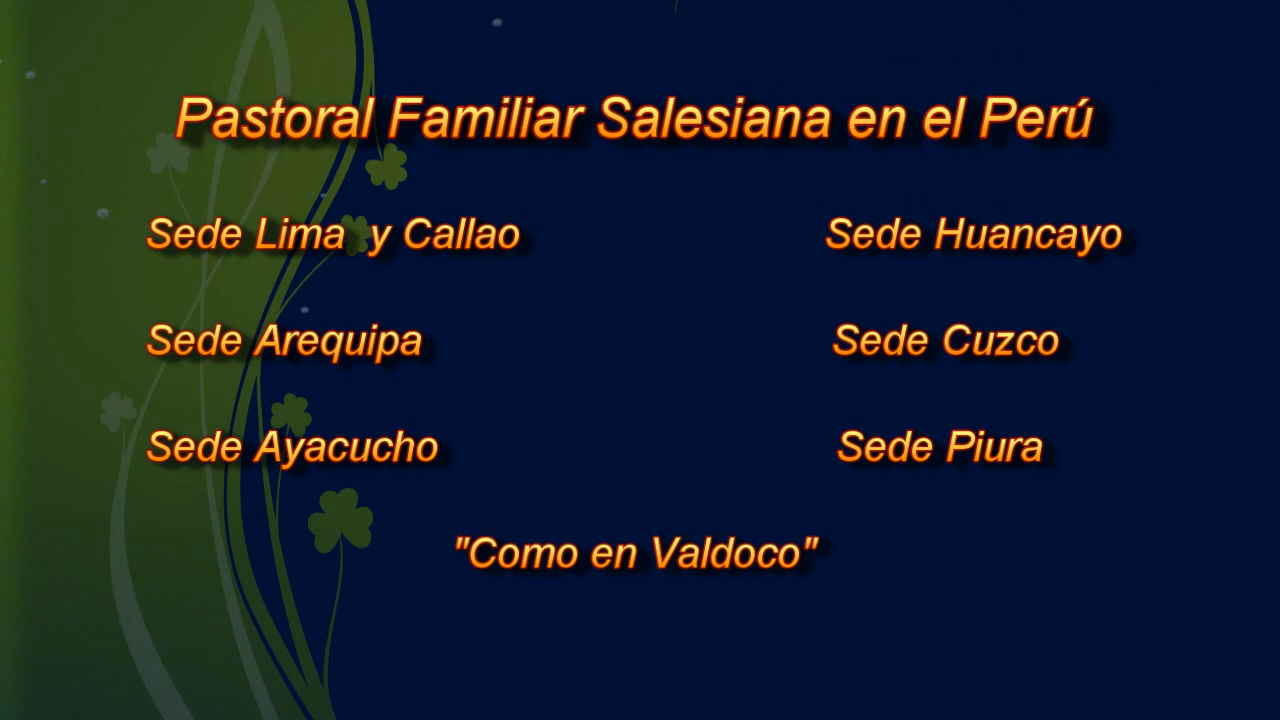 Pastoral Familiar Salesiana en el Perú
Sede Lima y Callao
Sede Huancayo
Sede Arequipa
Sede Cuzco
Sede Ayacucho
Sede Piura
"Como en Valdoco"